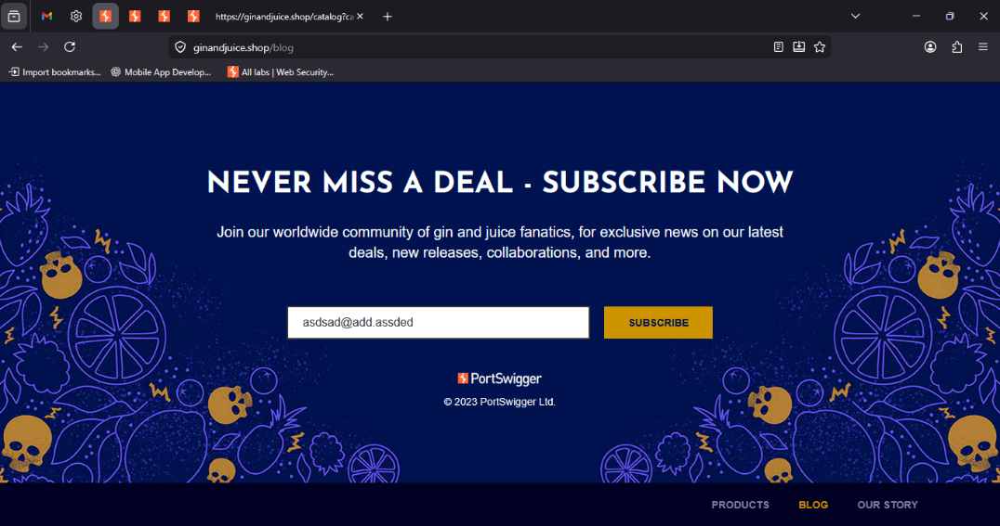 https://ginandjuice.shop/catalog?ca
ginandjuice.shop/blog
Import bookmarks...
Mobile App Develop...
All labs | Web Security...
NEVER MISS A DEAL - SUBSCRIBE NOW
Join our worldwide community of gin and juice fanatics, for exclusive news on our latest
deals, new releases, collaborations, and more.
asdsad@add.assded
SUBSCRIBE
PortSwigger
© 2023 PortSwigger Ltd.
PRODUCTS BLOG OUR STORY